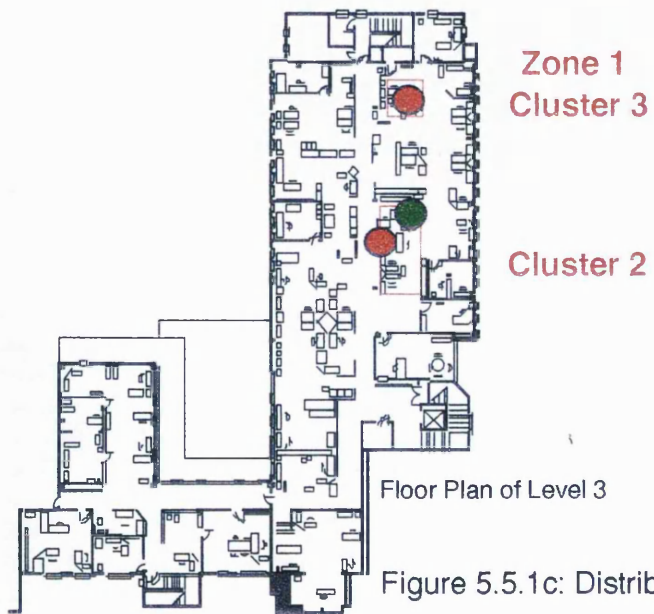 Zone 1
Cluster 3
Cluster 2
Floor Plan of Level 3
Figure 5.5.1c: Distrib